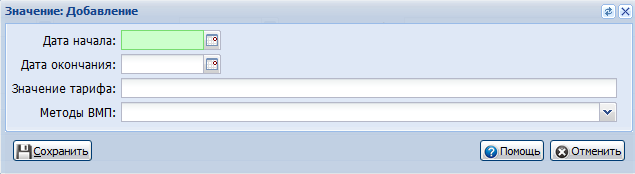 Значение: Добавление
Дата начала:
Дата окончания:
Значение тарифа:
Методы ВМП:
Сохранить Помощь Отменить